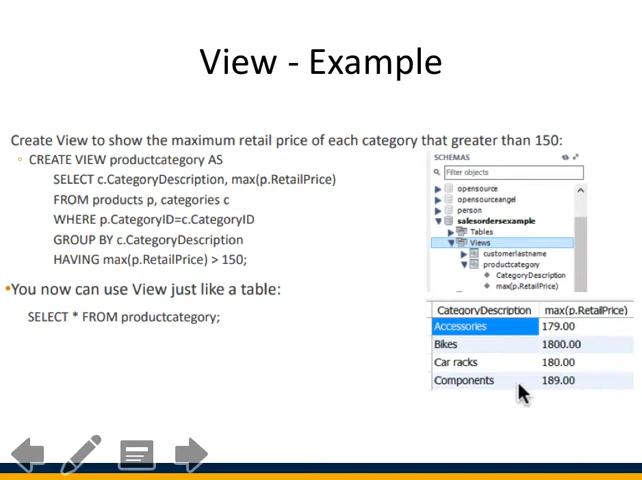 View - Example
Create View to show the maximum retail price of each category that greater than 150:
CREATE VIEW productcategory AS
SELECT c.CategoryDescription, max(p.RetailPrice)
FROM products p, categories c
WHERE p.CategoryID=c.CategoryID
GROUP BY c.CategoryDescription
HAVING max(p.RetailPrice) > 150;
•You now can use View just like a table:
SELECT * FROM productcategory;
SCHEMAS
Filter objects
opensource
opensourceangel
person
salesordersexample
Tables
Views
customerlastname
productcategory
CategoryDescription
max(p.RetailPrice)
CategoryDescription max(p.RetailPrice)
Accessories 179.00
Bikes 1800.00
Car racks 180.00
Components 189.00